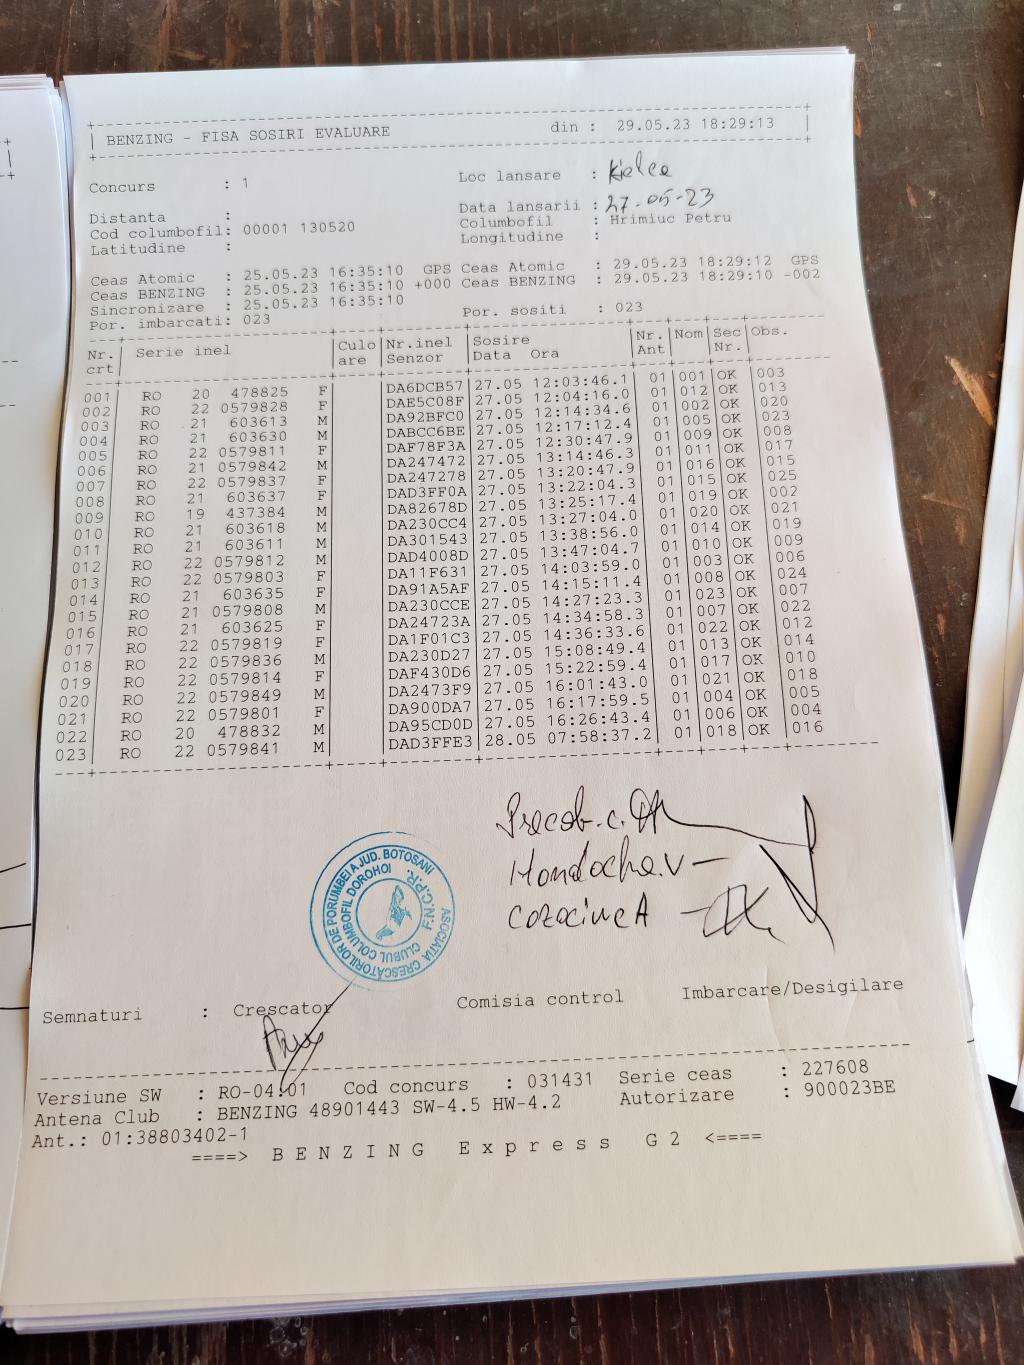 BENZING - FISA SOSIRI EVALUARE din : 29.05.23 18:29:13
Concurs : 1 Loc lansare : Kielce
Distanta : Data lansarii : 27-05-23
Cod columbofil: 00001 130520 Columbofil : Hrimiuc Petru
Latitudine : Longitudine :
Ceas Atomic : 25.05.23 16:35:10 GPS Ceas Atomic : 29.05.23 18:29:12 GPS
Ceas BENZING : 25.05.23 16:35:10 +000 Ceas BENZING : 29.05.23 18:29:10 -002
Sincronizare : 25.05.23 16:35:10
Por. imbarcati: 023 Por. sositi : 023
Nr. Serie inel Culo Nr.inel Sosire Nr. Nom Sec Obs.
crt are Senzor Data Ora Ant Nr.
001 RO 20 478825 F DA6DCB57 27.05 12:03:46.1 01 001 OK 003
002 RO 22 0579828 F DAE5C08F 27.05 12:04:16.0 01 012 OK 013
003 RO 21 603613 M DA92BFC0 27.05 12:14:34.6 01 002 OK 020
004 RO 21 603630 M DABCC6BE 27.05 12:17:12.4 01 005 OK 023
005 RO 22 0579811 F DAF78F3A 27.05 12:30:47.9 01 009 OK 008
006 RO 21 0579842 M DA247472 27.05 13:14:46.3 01 011 OK 017
007 RO 22 0579837 F DA247278 27.05 13:20:47.9 01 016 OK 015
008 RO 21 603637 F DAD3FF0A 27.05 13:22:04.3 01 015 OK 025
009 RO 19 437384 M DA82678D 27.05 13:25:17.4 01 019 OK 002
010 RO 21 603618 M DA230CC4 27.05 13:27:04.0 01 020 OK 021
011 RO 21 603611 M DA301543 27.05 13:38:56.0 01 014 OK 019
012 RO 22 0579812 M DAD4008D 27.05 13:47:04.7 01 010 OK 009
013 RO 22 0579803 F DA11F631 27.05 14:03:59.0 01 003 OK 006
014 RO 21 603635 F DA91A5AF 27.05 14:15:11.4 01 008 OK 024
015 RO 21 0579808 M DA230CCE 27.05 14:27:23.3 01 023 OK 007
016 RO 21 603625 F DA24723A 27.05 14:34:58.3 01 007 OK 022
017 RO 22 0579819 F DA1F01C3 27.05 14:36:33.6 01 022 OK 012
018 RO 22 0579836 M DA230D27 27.05 15:08:49.4 01 013 OK 014
019 RO 22 0579814 F DAF430D6 27.05 15:22:59.4 01 017 OK 010
020 RO 22 0579849 M DA2473F9 27.05 16:01:43.0 01 021 OK 018
021 RO 22 0579801 F DA900DA7 27.05 16:17:59.5 01 004 OK 005
022 RO 20 478832 M DA95CD0D 27.05 16:26:43.4 01 006 OK 004
023 RO 22 0579841 M DAD3FFE3 28.05 07:58:37.2 01 018 OK 016
ASOCIATIA CRESCATORILOR DE PORUMBEI A JUD. BOTOSANI
CLUBUL COLUMBOFIL DOROHOI F.N.C.P.R.
Semnaturi : Crescator Comisia control Imbarcare/Desigilare
Versiune SW : RO-04.01 Cod concurs : 031431 Serie ceas : 227608
Antena Club : BENZING 48901443 SW-4.5 HW-4.2 Autorizare : 900023BE
Ant.: 01:38803402-1
====> B E N Z I N G E x p r e s s G 2 <====